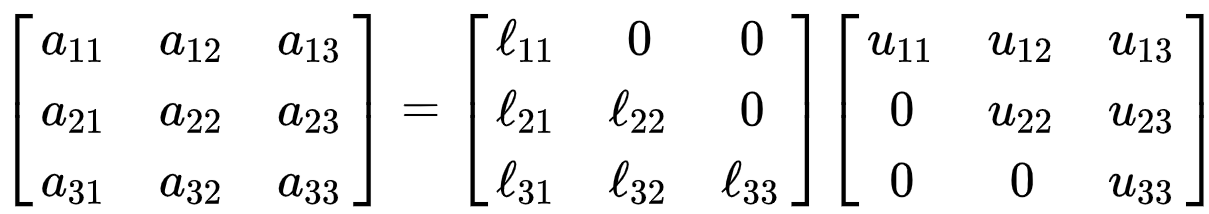 [a₁₁ a₁₂ a₁₃; a₂₁ a₂₂ a₂₃; a₃₁ a₃₂ a₃₃] = [ℓ₁₁ 0 0; ℓ₂₁ ℓ₂₂ 0; ℓ₃₁ ℓ₃₂ ℓ₃₃] [u₁₁ u₁₂ u₁₃; 0 u₂₂ u₂₃; 0 0 u₃₃]